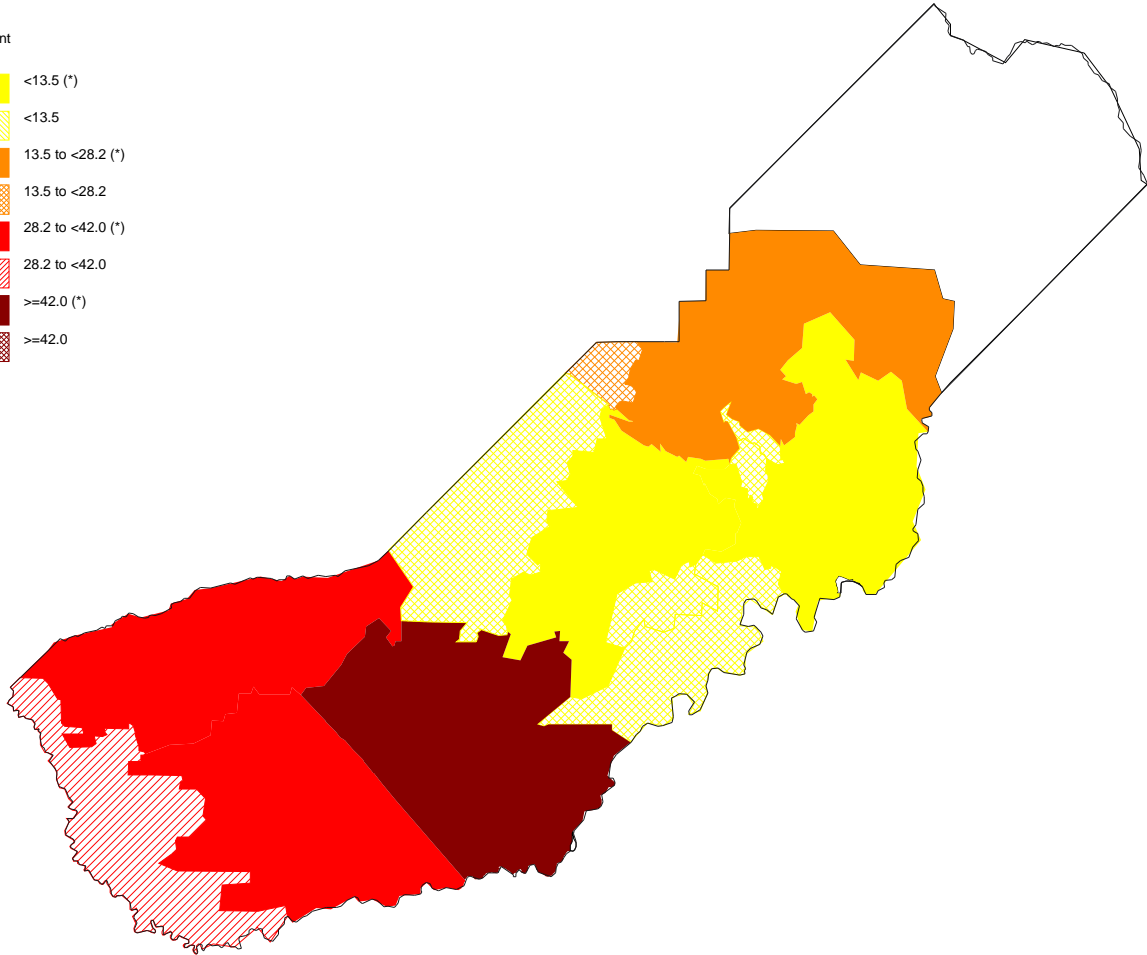 <13.5 (*)
<13.5
13.5 to <28.2 (*)
13.5 to <28.2
28.2 to <42.0 (*)
28.2 to <42.0
>=42.0 (*)
>=42.0